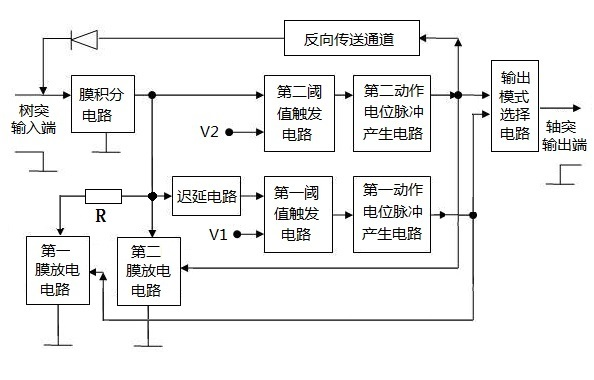 反向传送通道
树突
输入端
膜积分
电路
第二阈
值触发
电路
第二动作
电位脉冲
产生电路
输出
模式
选择
电路
轴突
输出端
V2
R
迟延电路
第一阈
值触发
电路
第一动作
电位脉冲
产生电路
V1
第一
膜放电
电路
第二
膜放电
电路